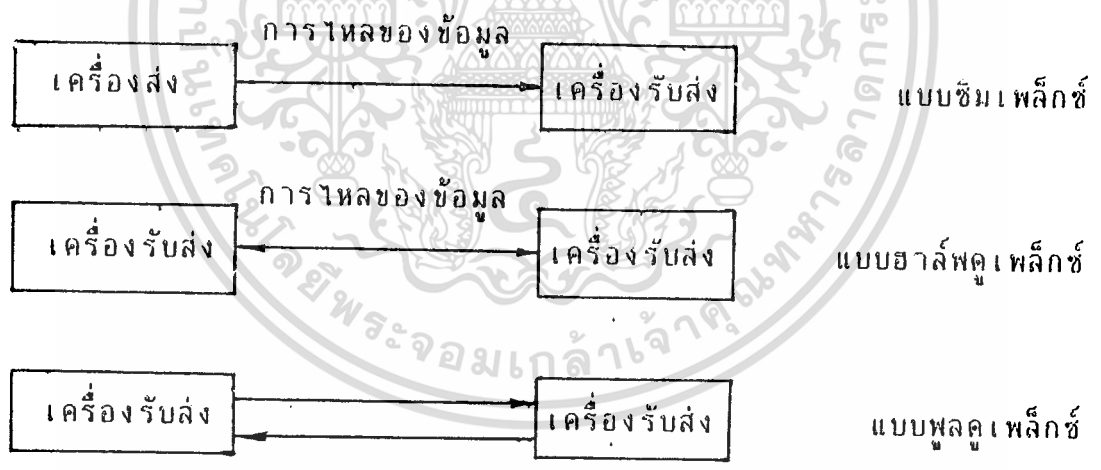 การไหลของข้อมูล
เครื่องส่ง เครื่องรับส่ง แบบซิมเพล็กซ์
การไหลของข้อมูล
เครื่องรับส่ง เครื่องรับส่ง แบบฮาล์พดูเพล็กซ์
เครื่องรับส่ง เครื่องรับส่ง แบบพูลดูเพล็กซ์